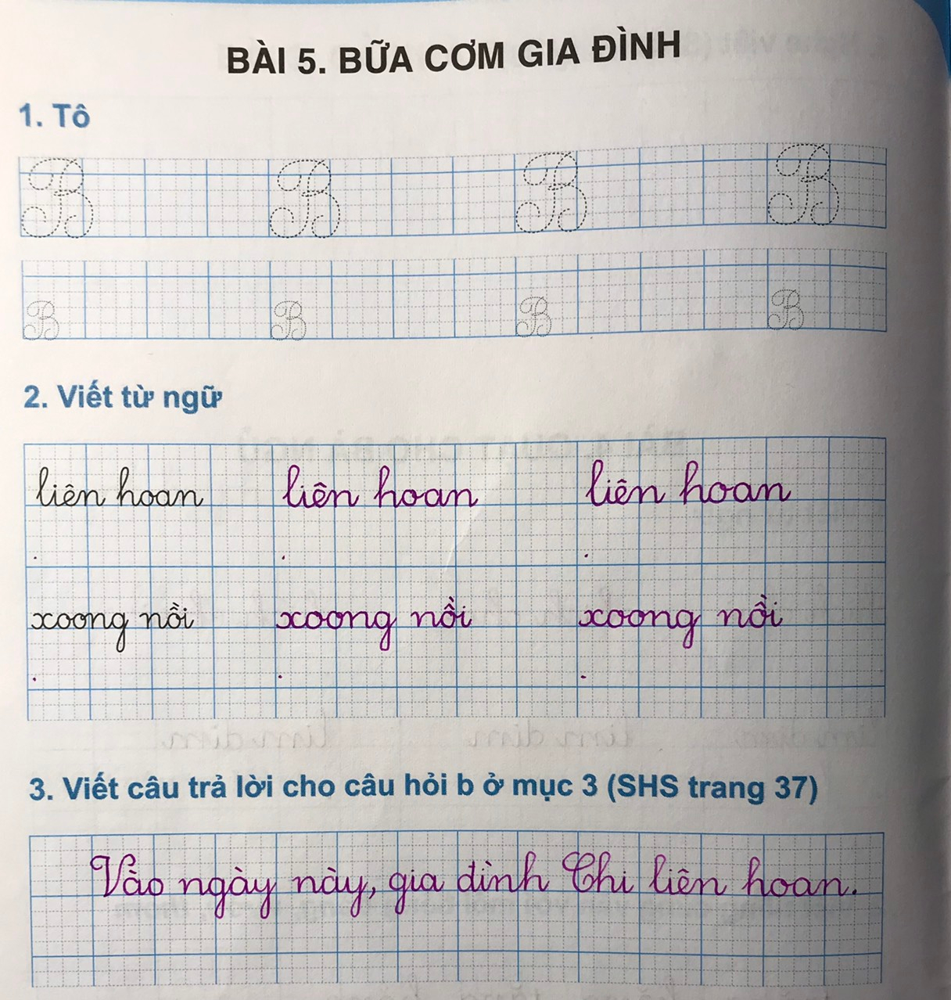 BÀI 5. BỮA CƠM GIA ĐÌNH
1. Tô
B B B B
B B B B
2. Viết từ ngữ
liên hoan liên hoan liên hoan
xoong nồi xoong nồi xoong nồi
3. Viết câu trả lời cho câu hỏi b ở mục 3 (SHS trang 37)
Vào ngày này, gia đình Chi liên hoan.